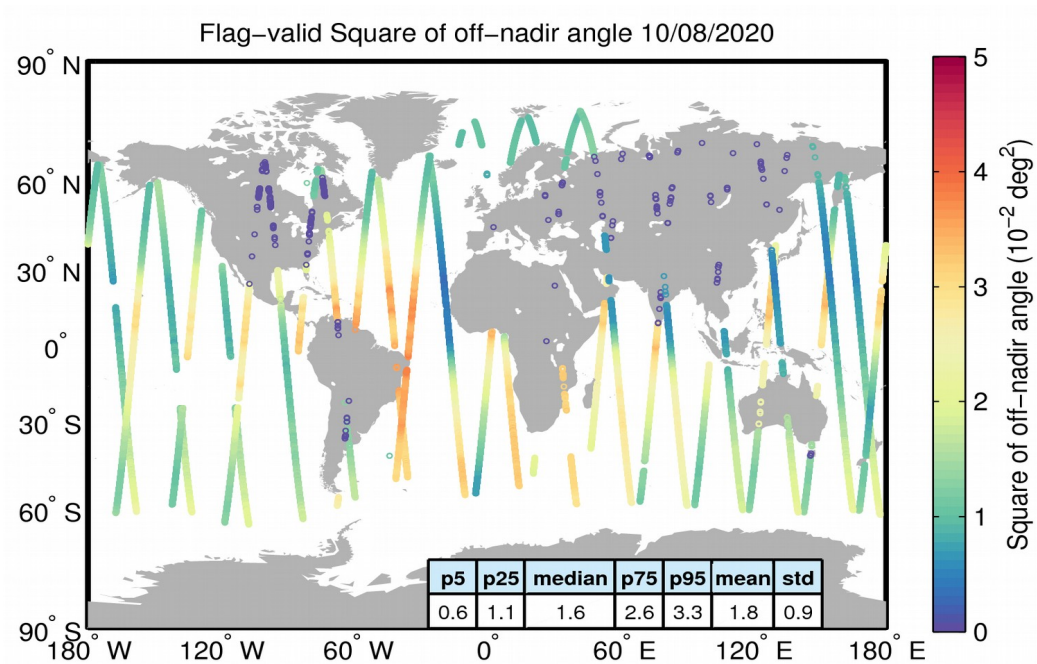 Flag−valid Square of off−nadir angle 10/08/2020
90° N
60° N
30° N
0°
30° S
60° S
90° S
180° W
120° W
60° W
0°
60° E
120° E
180° E
5
4
3
2
1
0
Square of off−nadir angle (10⁻² deg²)
p5 p25 median p75 p95 mean std
0.6 1.1 1.6 2.6 3.3 1.8 0.9